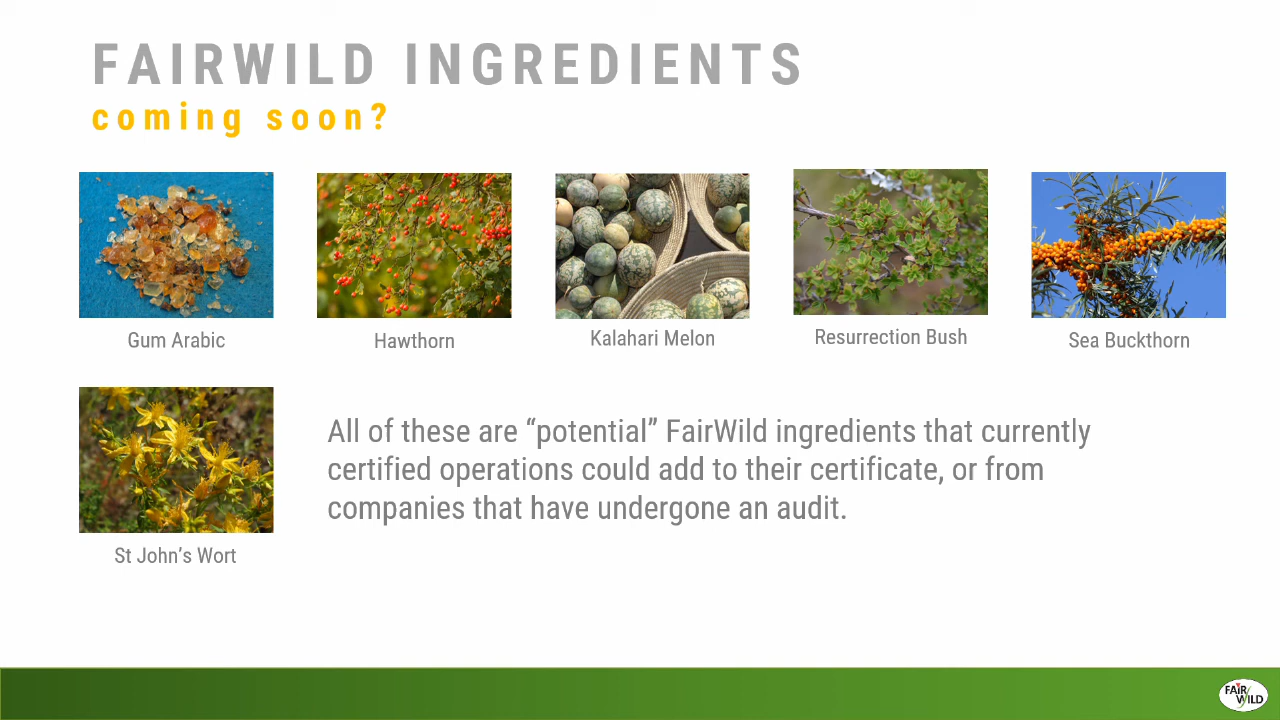 FAIRWILD INGREDIENTS
coming soon?
Gum Arabic
Hawthorn
Kalahari Melon
Resurrection Bush
Sea Buckthorn
All of these are “potential” FairWild ingredients that currently
certified operations could add to their certificate, or from
companies that have undergone an audit.
St John’s Wort
FAIR
WILD